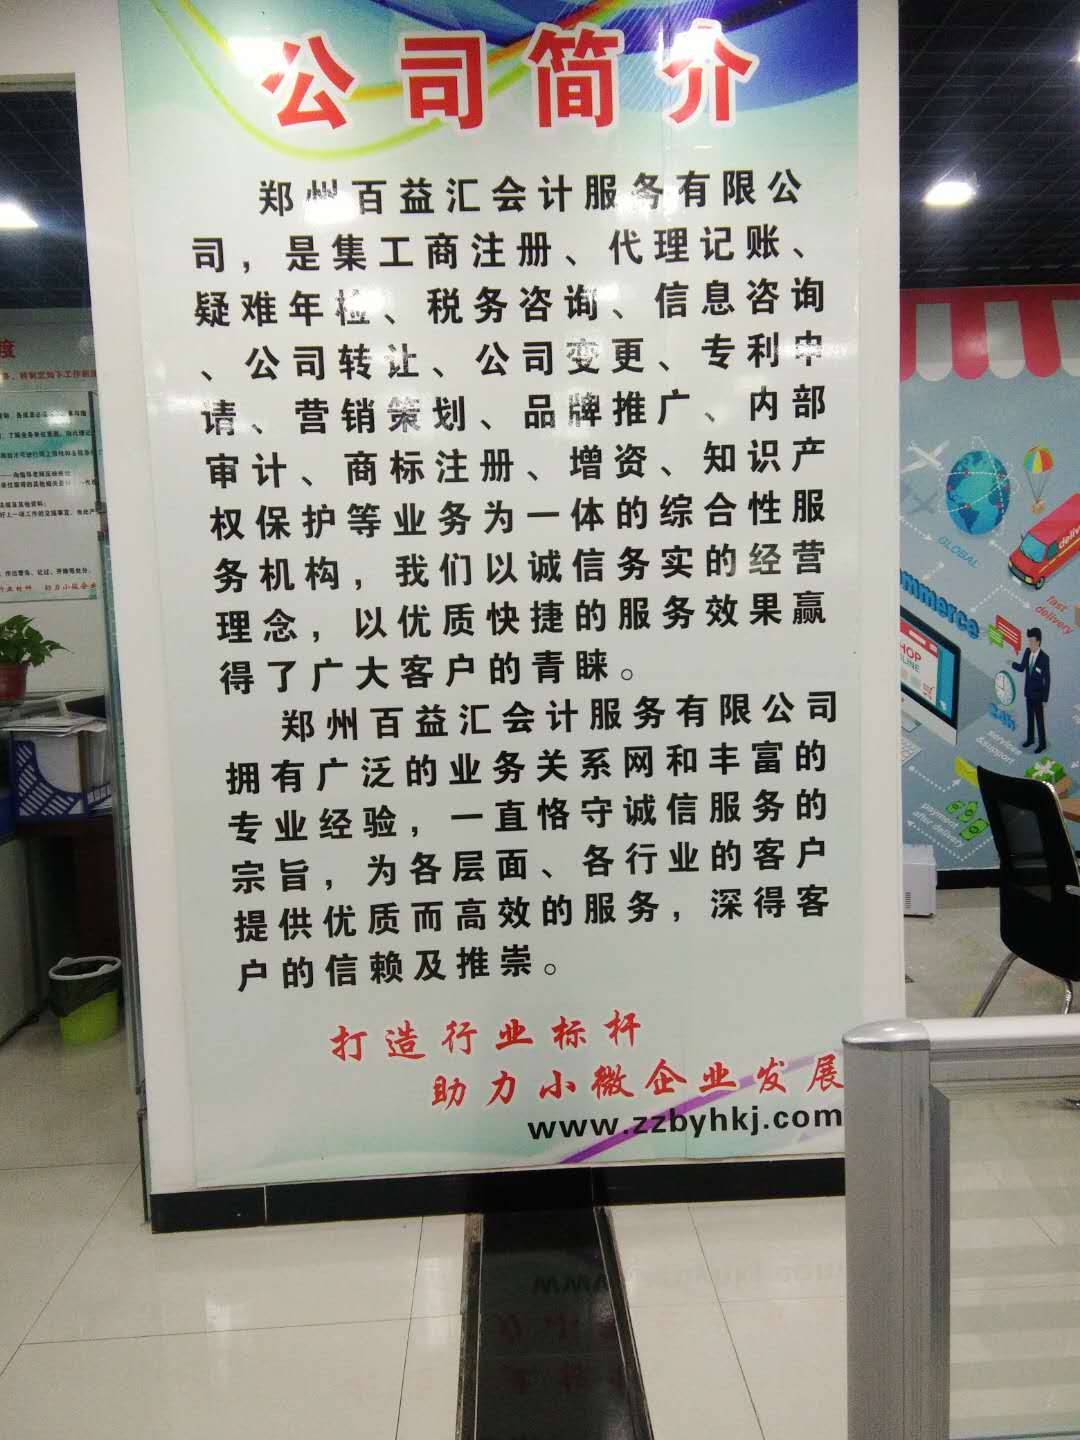 公司简介
郑州百益汇会计服务有限公
司，是集工商注册、代理记账、
疑难年检、税务咨询、信息咨询
、公司转让、公司变更、专利申
请、营销策划、品牌推广、内部
审计、商标注册、增资、知识产
权保护等业务为一体的综合性服
务机构，我们以诚信务实的经营
理念，以优质快捷的服务效果赢
得了广大客户的青睐。
郑州百益汇会计服务有限公司
拥有广泛的业务关系网和丰富的
专业经验，一直恪守诚信服务的
宗旨，为各层面、各行业的客户
提供优质而高效的服务，深得客
户的信赖及推崇。
打造行业标杆
助力小微企业发展
www.zzbyhkj.com
GLOBAL
ommerce
fast
delivery
SHOP
24h
services
&support
payment
after delivery